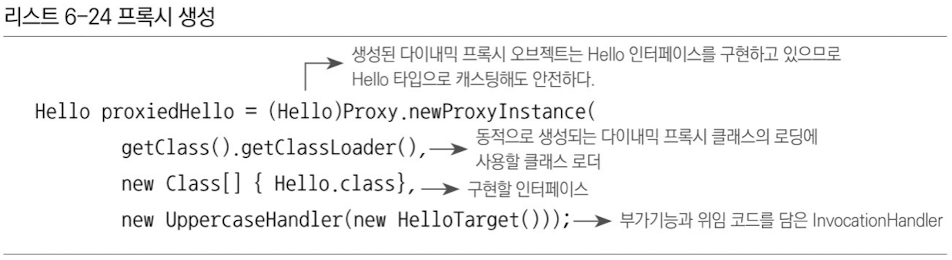 리스트 6-24 프록시 생성
생성된 다이내믹 프록시 오브젝트는 Hello 인터페이스를 구현하고 있으므로
Hello 타입으로 캐스팅해도 안전하다.
Hello proxiedHello = (Hello)Proxy.newProxyInstance(
getClass().getClassLoader(),
동적으로 생성되는 다이내믹 프록시 클래스의 로딩에
사용할 클래스 로더
new Class[] { Hello.class},
구현할 인터페이스
new UppercaseHandler(new HelloTarget()));
부가기능과 위임 코드를 담은 InvocationHandler